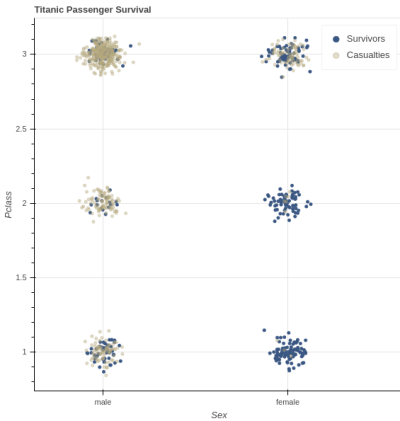 Titanic Passenger Survival
Survivors
Casualties
3
2.5
2
1.5
1
Pclass
male
female
Sex